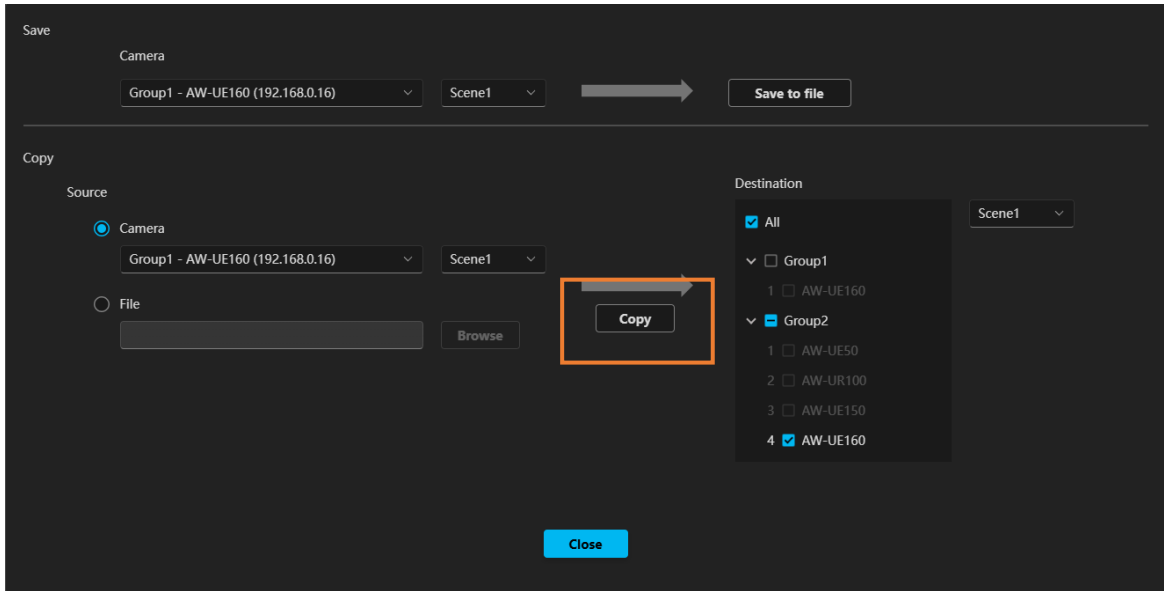 Save
Camera
Group1 - AW-UE160 (192.168.0.16) Scene1 Save to file
Copy
Source
Camera
Group1 - AW-UE160 (192.168.0.16) Scene1
File
Browse
Copy
Destination
All
Scene1
Group1
1 AW-UE160
Group2
1 AW-UE50
2 AW-UR100
3 AW-UE150
4 AW-UE160
Close